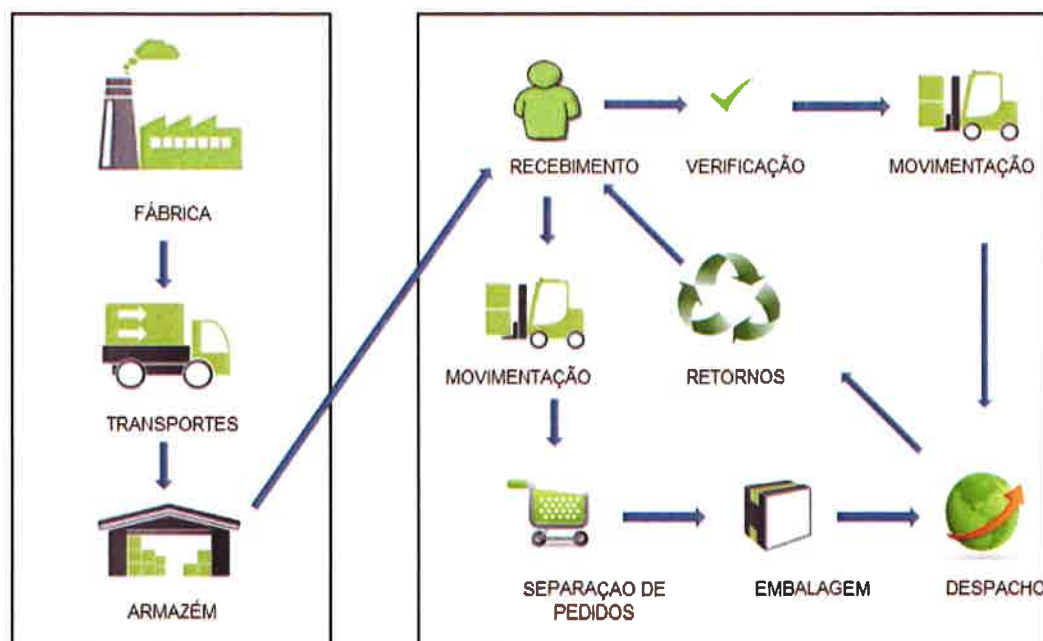 FÁBRICA
TRANSPORTES
ARMAZÉM
RECEBIMENTO
VERIFICAÇÃO
MOVIMENTAÇÃO
MOVIMENTAÇÃO
RETORNOS
SEPARAÇAO DE
PEDIDOS
EMBALAGEM
DESPACHO